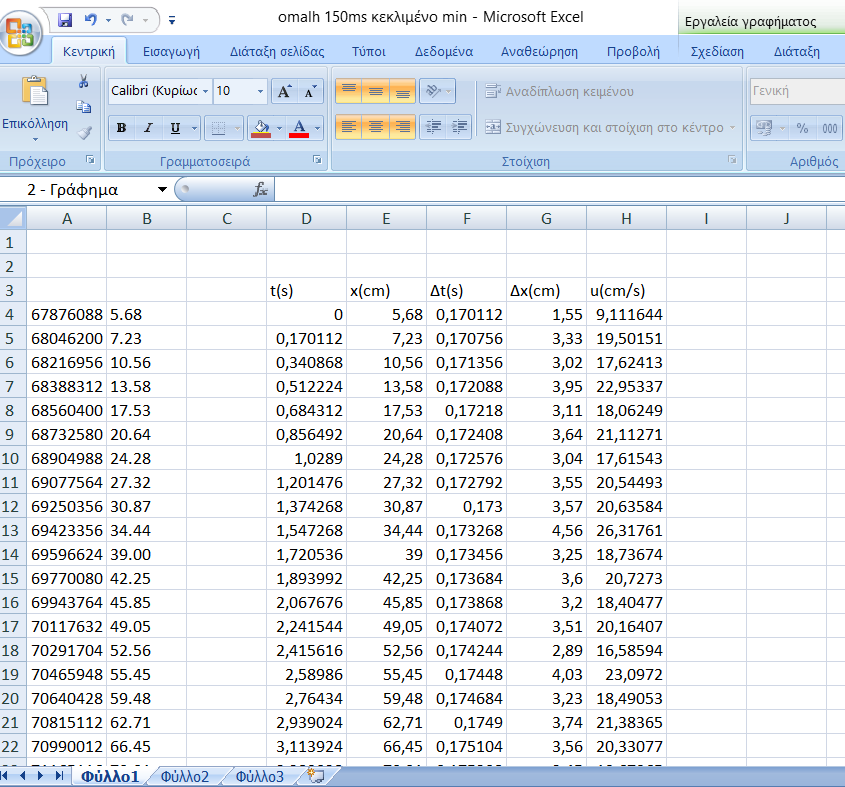 omalh 150ms κεκλιμένο min - Microsoft Excel
Εργαλεία γραφήματος
Κεντρική Εισαγωγή Διάταξη σελίδας Τύποι Δεδομένα Αναθεώρηση Προβολή Σχεδίαση Διάταξη
Calibri (Κυρίως 10 Αναδίπλωση κειμένου Γενική
Επικόλληση B I U A Συγχώνευση και στοίχιση στο κέντρο % 000
Πρόχειρο Γραμματοσειρά Στοίχιση Αριθμός
2 - Γράφημα fx
A B C D E F G H I J
1
2
3 t(s) x(cm) Δt(s) Δx(cm) u(cm/s)
4 67876088 5.68 0 5,68 0,170112 1,55 9,111644
5 68046200 7.23 0,170112 7,23 0,170756 3,33 19,50151
6 68216956 10.56 0,340868 10,56 0,171356 3,02 17,62413
7 68388312 13.58 0,512224 13,58 0,172088 3,95 22,95337
8 68560400 17.53 0,684312 17,53 0,17218 3,11 18,06249
9 68732580 20.64 0,856492 20,64 0,172408 3,64 21,11271
10 68904988 24.28 1,0289 24,28 0,172576 3,04 17,61543
11 69077564 27.32 1,201476 27,32 0,172792 3,55 20,54493
12 69250356 30.87 1,374268 30,87 0,173 3,57 20,63584
13 69423356 34.44 1,547268 34,44 0,173268 4,56 26,31761
14 69596624 39.00 1,720536 39 0,173456 3,25 18,73674
15 69770080 42.25 1,893992 42,25 0,173684 3,6 20,7273
16 69943764 45.85 2,067676 45,85 0,173868 3,2 18,40477
17 70117632 49.05 2,241544 49,05 0,174072 3,51 20,16407
18 70291704 52.56 2,415616 52,56 0,174244 2,89 16,58594
19 70465948 55.45 2,58986 55,45 0,17448 4,03 23,0972
20 70640428 59.48 2,76434 59,48 0,174684 3,23 18,49053
21 70815112 62.71 2,939024 62,71 0,1749 3,74 21,38365
22 70990012 66.45 3,113924 66,45 0,175104 3,56 20,33077
Φύλλο1 Φύλλο2 Φύλλο3